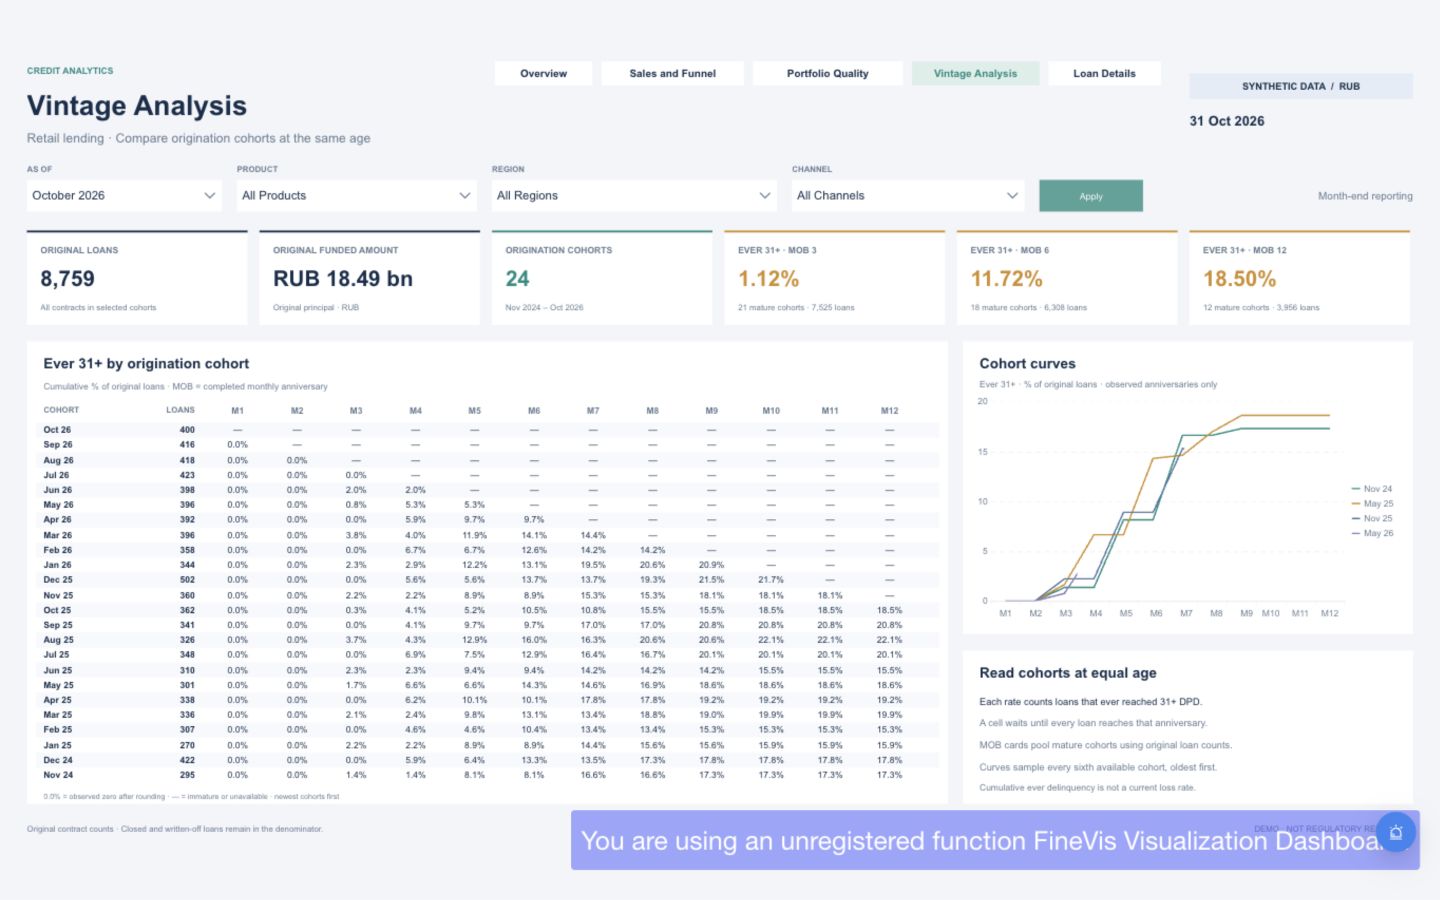 CREDIT ANALYTICS
Overview Sales and Funnel Portfolio Quality Vintage Analysis Loan Details
SYNTHETIC DATA / RUB
Vintage Analysis
31 Oct 2026
Retail lending · Compare origination cohorts at the same age
AS OF PRODUCT REGION CHANNEL
October 2026 All Products All Regions All Channels Apply Month-end reporting
ORIGINAL LOANS
8,759
All contracts in selected cohorts
ORIGINAL FUNDED AMOUNT
RUB 18.49 bn
Original principal · RUB
ORIGINATION COHORTS
24
Nov 2024 – Oct 2026
EVER 31+ · MOB 3
1.12%
21 mature cohorts · 7,525 loans
EVER 31+ · MOB 6
11.72%
18 mature cohorts · 6,308 loans
EVER 31+ · MOB 12
18.50%
12 mature cohorts · 3,956 loans
Ever 31+ by origination cohort
Cumulative % of original loans · MOB = completed monthly anniversary
COHORT LOANS M1 M2 M3 M4 M5 M6 M7 M8 M9 M10 M11 M12
Oct 26 400 — — — — — — — — — — — —
Sep 26 416 0.0% — — — — — — — — — — —
Aug 26 418 0.0% 0.0% — — — — — — — — — —
Jul 26 423 0.0% 0.0% 0.0% — — — — — — — — —
Jun 26 398 0.0% 0.0% 2.0% 2.0% — — — — — — — —
May 26 396 0.0% 0.0% 0.8% 5.3% 5.3% — — — — — — —
Apr 26 392 0.0% 0.0% 0.0% 5.9% 9.7% 9.7% — — — — — —
Mar 26 396 0.0% 0.0% 3.8% 4.0% 11.9% 14.1% 14.4% — — — — —
Feb 26 358 0.0% 0.0% 0.0% 6.7% 6.7% 12.6% 14.2% 14.2% — — — —
Jan 26 344 0.0% 0.0% 2.3% 2.9% 12.2% 13.1% 19.5% 20.6% 20.9% — — —
Dec 25 502 0.0% 0.0% 0.0% 5.6% 5.6% 13.7% 13.7% 19.3% 21.5% 21.7% — —
Nov 25 360 0.0% 0.0% 2.2% 2.2% 8.9% 8.9% 15.3% 15.3% 18.1% 18.1% 18.1% —
Oct 25 362 0.0% 0.0% 0.3% 4.1% 5.2% 10.5% 10.8% 15.5% 15.5% 18.5% 18.5% 18.5%
Sep 25 341 0.0% 0.0% 0.0% 4.1% 9.7% 9.7% 17.0% 17.0% 20.8% 20.8% 20.8% 20.8%
Aug 25 326 0.0% 0.0% 3.7% 4.3% 12.9% 16.0% 16.3% 20.6% 20.6% 22.1% 22.1% 22.1%
Jul 25 348 0.0% 0.0% 0.0% 6.9% 7.5% 12.9% 16.4% 16.7% 20.1% 20.1% 20.1% 20.1%
Jun 25 310 0.0% 0.0% 2.3% 2.3% 9.4% 9.4% 14.2% 14.2% 14.2% 15.5% 15.5% 15.5%
May 25 301 0.0% 0.0% 1.7% 6.6% 6.6% 14.3% 14.6% 16.9% 18.6% 18.6% 18.6% 18.6%
Apr 25 338 0.0% 0.0% 0.0% 6.2% 10.1% 10.1% 17.8% 17.8% 19.2% 19.2% 19.2% 19.2%
Mar 25 336 0.0% 0.0% 2.1% 2.4% 9.8% 13.1% 13.4% 18.8% 19.0% 19.9% 19.9% 19.9%
Feb 25 307 0.0% 0.0% 0.0% 4.6% 4.6% 10.4% 13.4% 13.4% 15.3% 15.3% 15.3% 15.3%
Jan 25 270 0.0% 0.0% 2.2% 2.2% 8.9% 8.9% 14.4% 15.6% 15.6% 15.9% 15.9% 15.9%
Dec 24 422 0.0% 0.0% 0.0% 5.9% 6.4% 13.3% 13.5% 17.3% 17.8% 17.8% 17.8% 17.8%
Nov 24 295 0.0% 0.0% 1.4% 1.4% 8.1% 8.1% 16.6% 16.6% 17.3% 17.3% 17.3% 17.3%
0.0% = observed zero after rounding · — = immature or unavailable · newest cohorts first
Cohort curves
Ever 31+ · % of original loans · observed anniversaries only
20
15
10
5
0
M1 M2 M3 M4 M5 M6 M7 M8 M9 M10 M11 M12
Nov 24
May 25
Nov 25
May 26
Read cohorts at equal age
Each rate counts loans that ever reached 31+ DPD.
A cell waits until every loan reaches that anniversary.
MOB cards pool mature cohorts using original loan counts.
Curves sample every sixth available cohort, oldest first.
Cumulative ever delinquency is not a current loss rate.
Original contract counts · Closed and written-off loans remain in the denominator.
DEMO · NOT REGULATORY
You are using an unregistered function FineVis Visualization